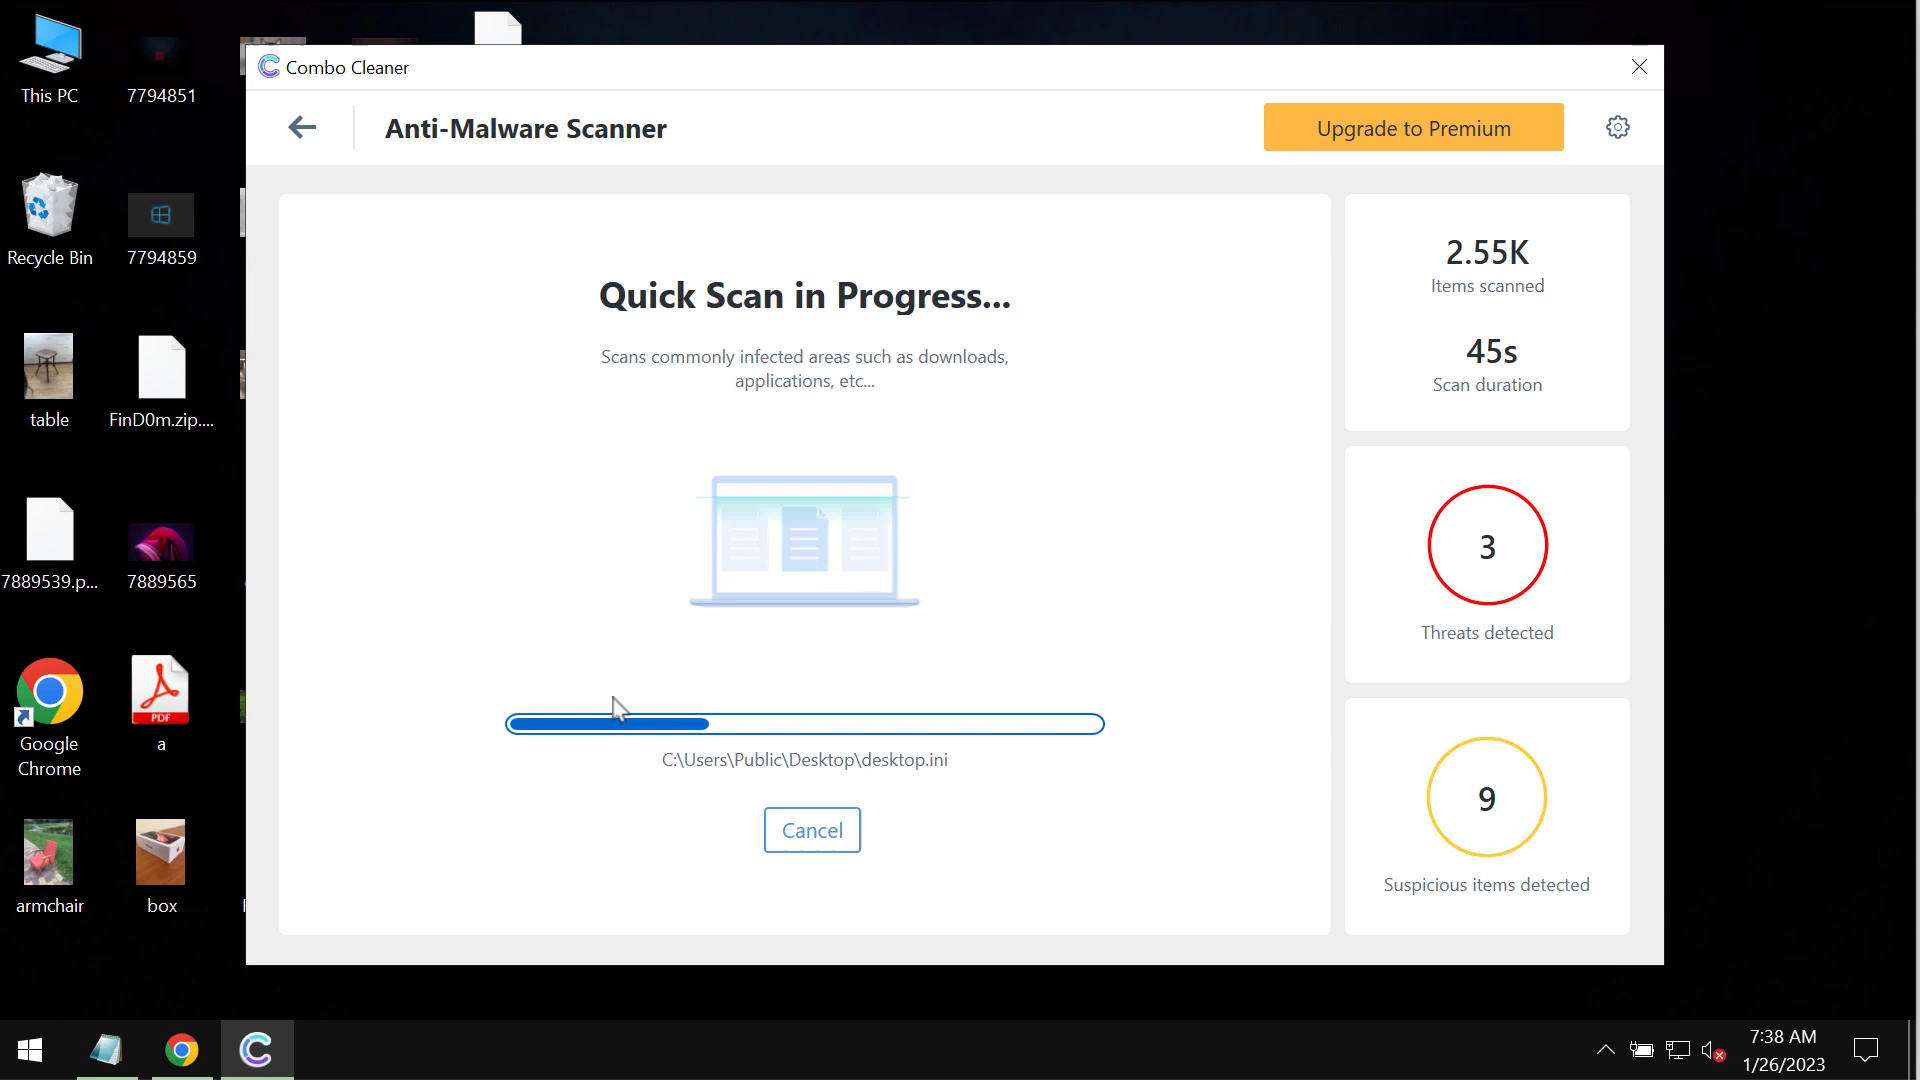 This PC
7794851
Recycle Bin
7794859
table
FinD0m.zip....
7889539.p...
7889565
Google
Chrome
a
PDF
armchair
box
Combo Cleaner
Anti-Malware Scanner
Upgrade to Premium
Quick Scan in Progress...
Scans commonly infected areas such as downloads,
applications, etc...
C:\Users\Public\Desktop\desktop.ini
Cancel
2.55K
Items scanned
45s
Scan duration
3
Threats detected
9
Suspicious items detected
7:38 AM
1/26/2023